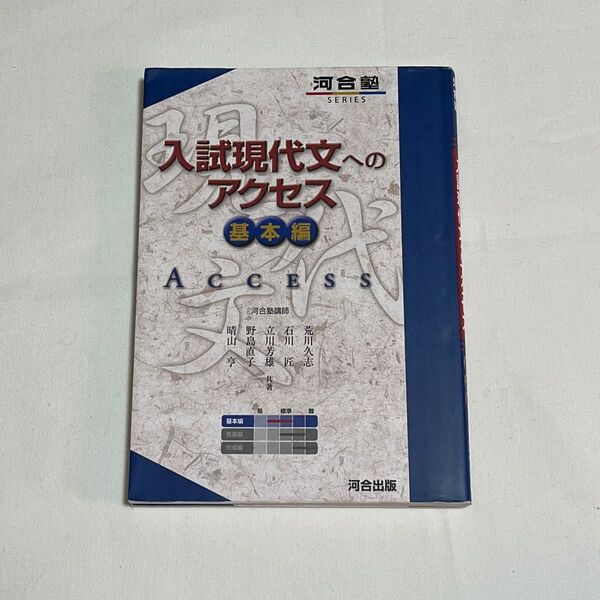 河合塾
SERIES
現代文
入試現代文への
アクセス
基本編
ACCESS
河合塾講師
荒川久志
石川 匠
立川芳雄
野島直子
晴山 亨
共著
易 標準 難
基本編
発展編
完成編
河合出版